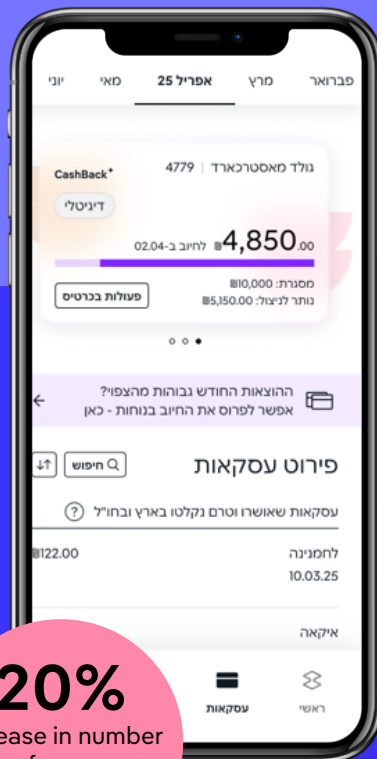 פברואר מרץ אפריל 25 מאי יוני
גולד מאסטרכארד | 4779 CashBack+
דיגיטלי
₪4,850.00 לחיוב ב-02.04
מסגרת: ₪10,000
נותר לניצול: ₪5,150.00
פעולות בכרטיס
ההוצאות החודש גבוהות מהצפוי?
אפשר לפרוס את החיוב בנוחות - כאן
פירוט עסקאות חיפוש
עסקאות שאושרו וטרם נקלטו בארץ ובחו"ל ?
לחמנינה ₪122.00
10.03.25
איקאה
ראשי עסקאות
20%
ease in number